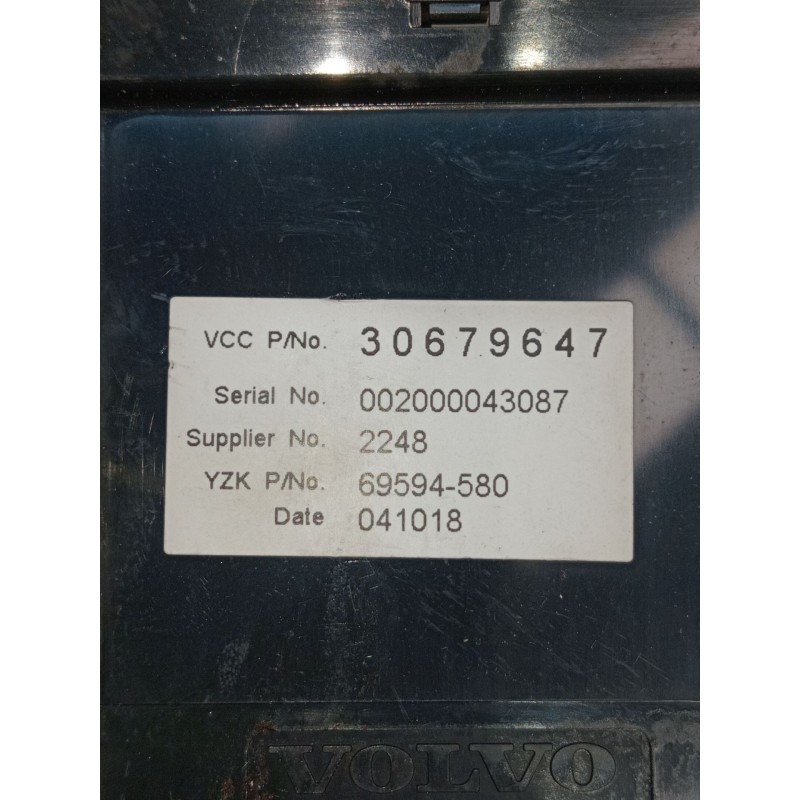 VCC P/No. 30679647
Serial No. 002000043087
Supplier No. 2248
YZK P/No. 69594-580
Date 041018
VOLVO